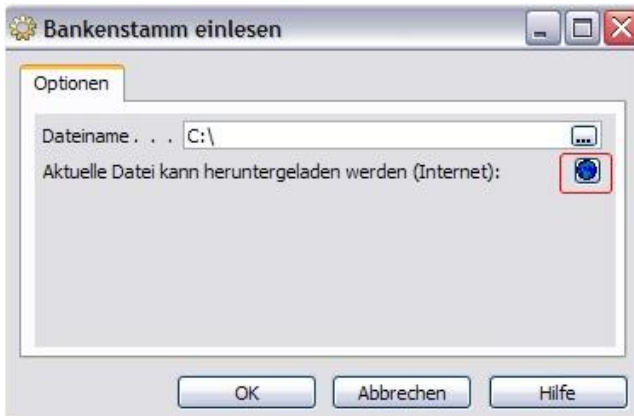 Bankenstamm einlesen
Optionen
Dateiname . . . C:\ ...
Aktuelle Datei kann heruntergeladen werden (Internet):
OK Abbrechen Hilfe